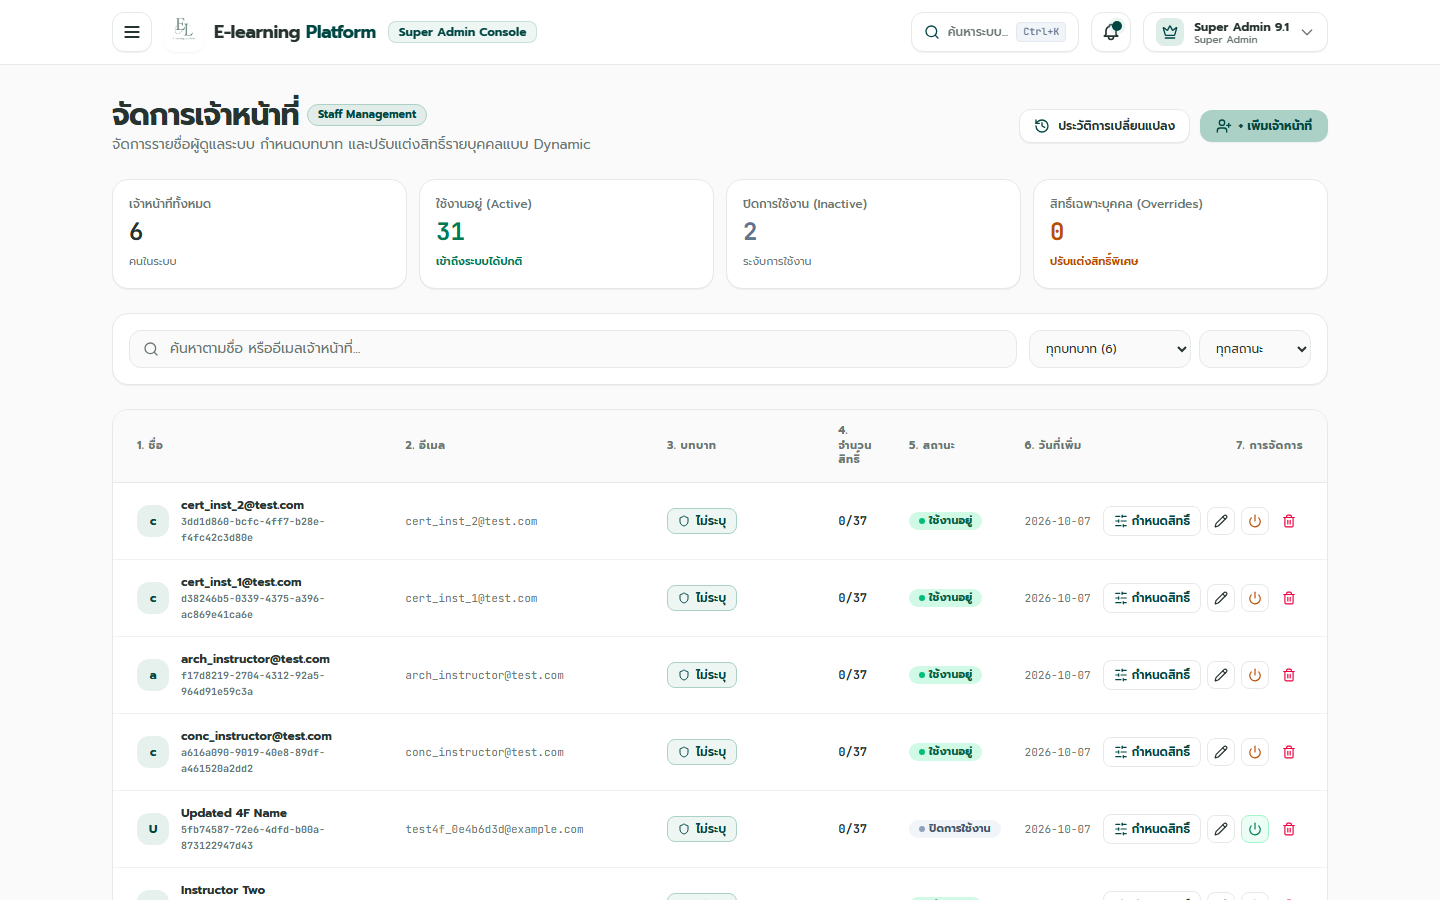 E-learning Platform
Super Admin Console
ค้นหาระบบ...
Ctrl+K
Super Admin 9.1
Super Admin
จัดการเจ้าหน้าที่
Staff Management
จัดการรายชื่อผู้ดูแลระบบ กำหนดบทบาท และปรับแต่งสิทธิ์รายบุคคลแบบ Dynamic
ประวัติการเปลี่ยนแปลง
+ เพิ่มเจ้าหน้าที่
เจ้าหน้าที่ทั้งหมด
6
คนในระบบ
ใช้งานอยู่ (Active)
31
เข้าถึงระบบได้ปกติ
ปิดการใช้งาน (Inactive)
2
ระงับการใช้งาน
สิทธิ์เฉพาะบุคคล (Overrides)
0
ปรับแต่งสิทธิ์พิเศษ
ค้นหาตามชื่อ หรืออีเมลเจ้าหน้าที่...
ทุกบทบาท (6)
ทุกสถานะ
1. ชื่อ
2. อีเมล
3. บทบาท
4.
จำนวน
สิทธิ์
5. สถานะ
6. วันที่เพิ่ม
7. การจัดการ
c
cert_inst_2@test.com
3dd1d860-bcfc-4ff7-b28e-
f4fc42c3d80e
cert_inst_2@test.com
ไม่ระบุ
0/37
ใช้งานอยู่
2026-10-07
กำหนดสิทธิ์
c
cert_inst_1@test.com
d38246b5-0339-4375-a396-
ac869e41ca6e
cert_inst_1@test.com
ไม่ระบุ
0/37
ใช้งานอยู่
2026-10-07
กำหนดสิทธิ์
a
arch_instructor@test.com
f17d8219-2704-4312-92a5-
964d91e59c3a
arch_instructor@test.com
ไม่ระบุ
0/37
ใช้งานอยู่
2026-10-07
กำหนดสิทธิ์
c
conc_instructor@test.com
a616a090-9019-40e8-89df-
a461520a2dd2
conc_instructor@test.com
ไม่ระบุ
0/37
ใช้งานอยู่
2026-10-07
กำหนดสิทธิ์
U
Updated 4F Name
5fb74587-72e6-4dfd-b00a-
873122947d43
test4f_0e4b6d3d@example.com
ไม่ระบุ
0/37
ปิดการใช้งาน
2026-10-07
กำหนดสิทธิ์
Instructor Two